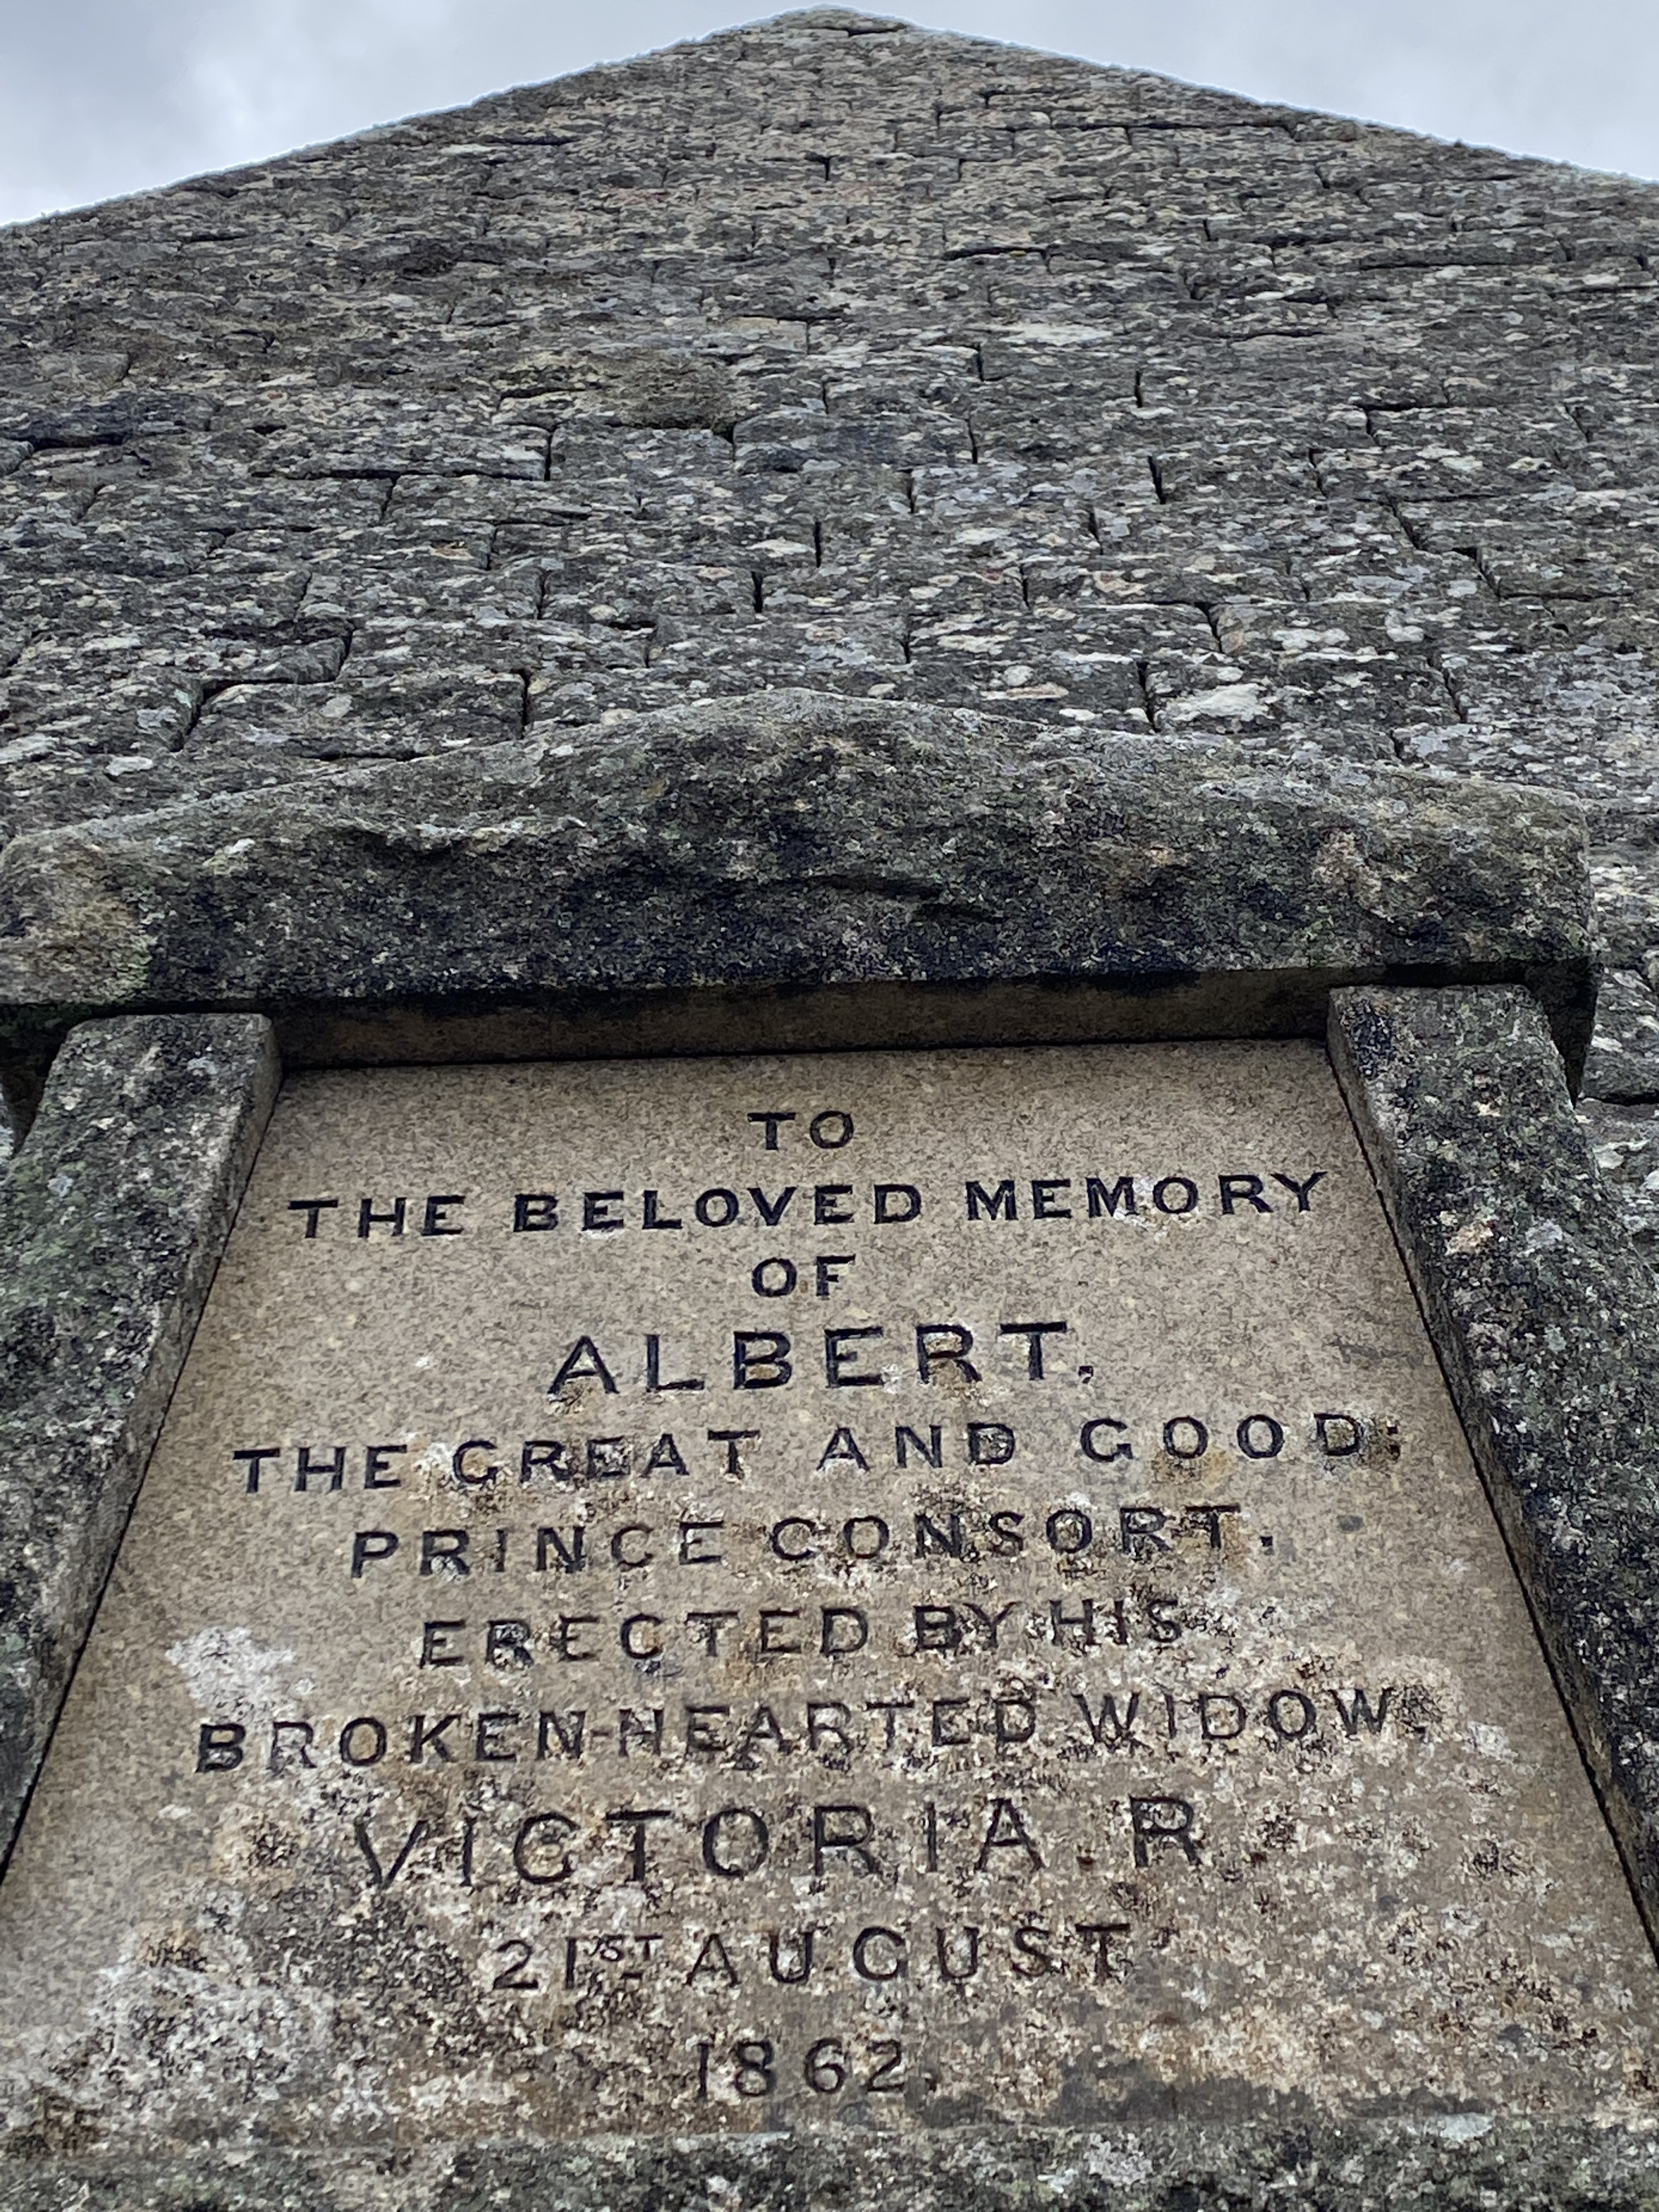 TO
THE BELOVED MEMORY
OF
ALBERT,
THE GREAT AND GOOD;
PRINCE CONSORT.
ERECTED BY HIS
BROKEN-HEARTED WIDOW,
VICTORIA.R
21ST AUGUST
1862.